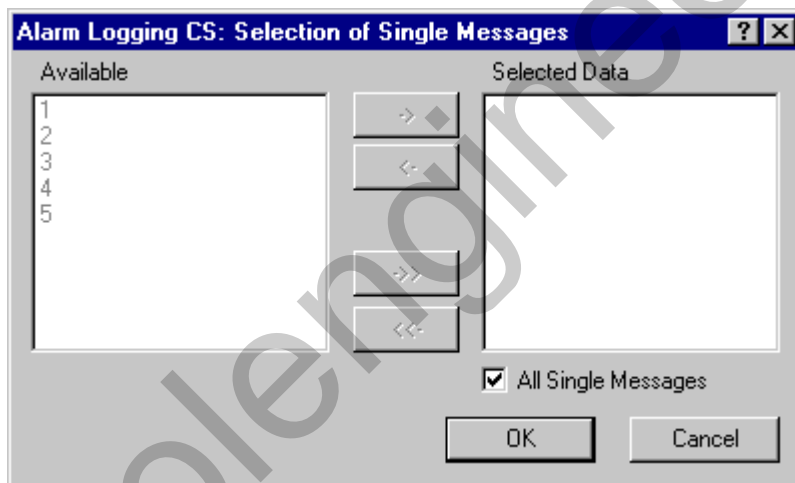 Alarm Logging CS: Selection of Single Messages
? ×
Available
Selected Data
1
2
3
4
5
->
<-
->>
<<-
All Single Messages
OK
Cancel